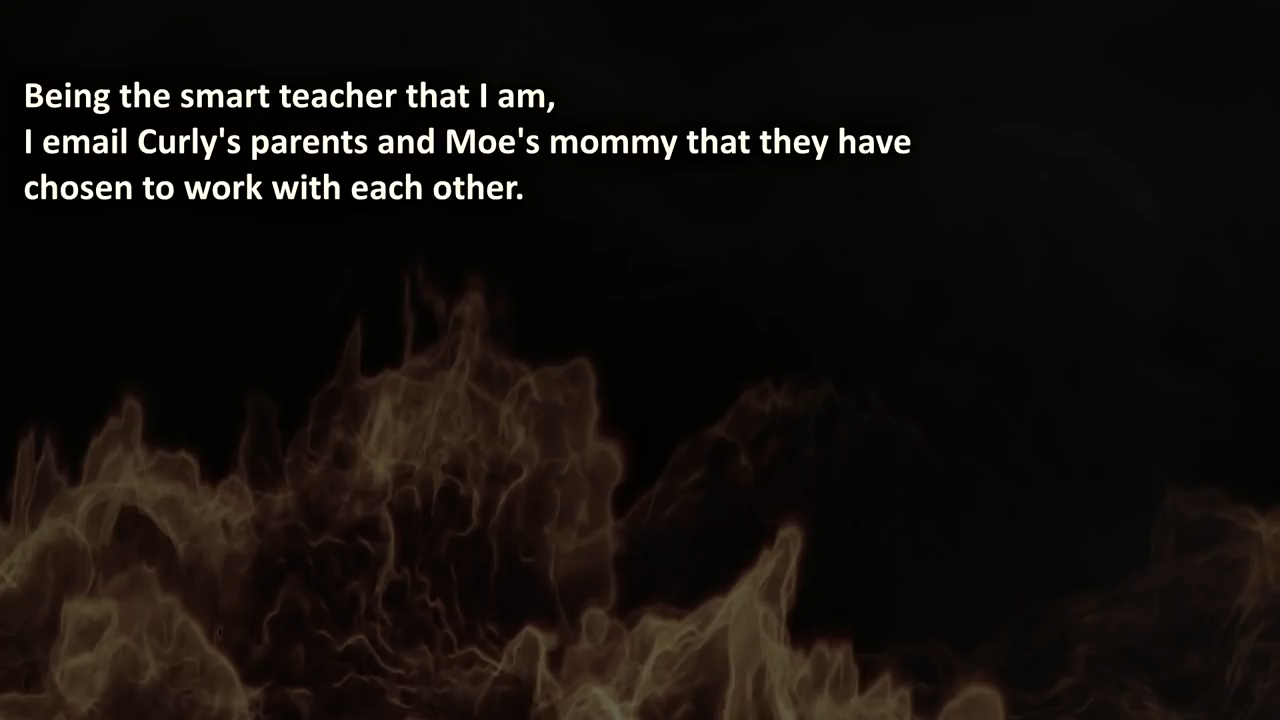 Being the smart teacher that I am,
I email Curly's parents and Moe's mommy that they have
chosen to work with each other.